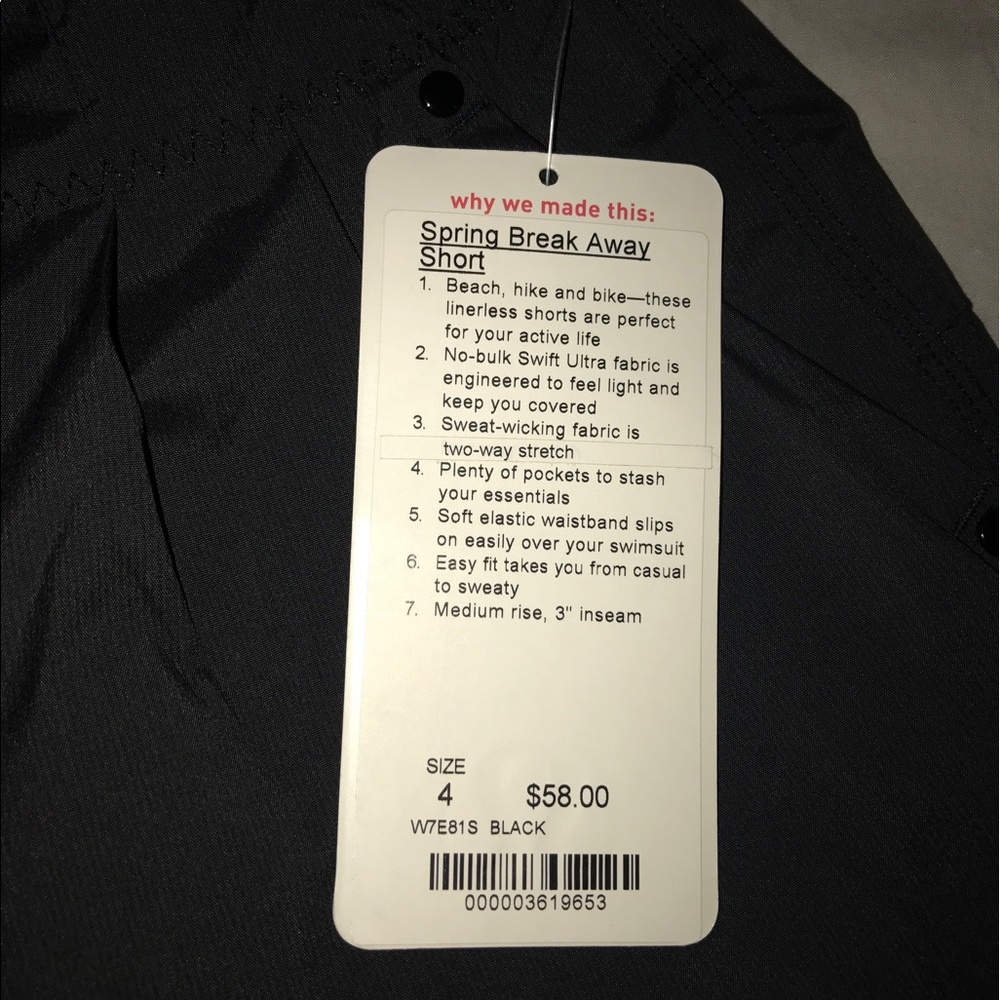 why we made this:
Spring Break Away
Short
1. Beach, hike and bike—these
linerless shorts are perfect
for your active life
2. No-bulk Swift Ultra fabric is
engineered to feel light and
keep you covered
3. Sweat-wicking fabric is
two-way stretch
4. Plenty of pockets to stash
your essentials
5. Soft elastic waistband slips
on easily over your swimsuit
6. Easy fit takes you from casual
to sweaty
7. Medium rise, 3" inseam
SIZE
4 $58.00
W7E81S BLACK
000003619653